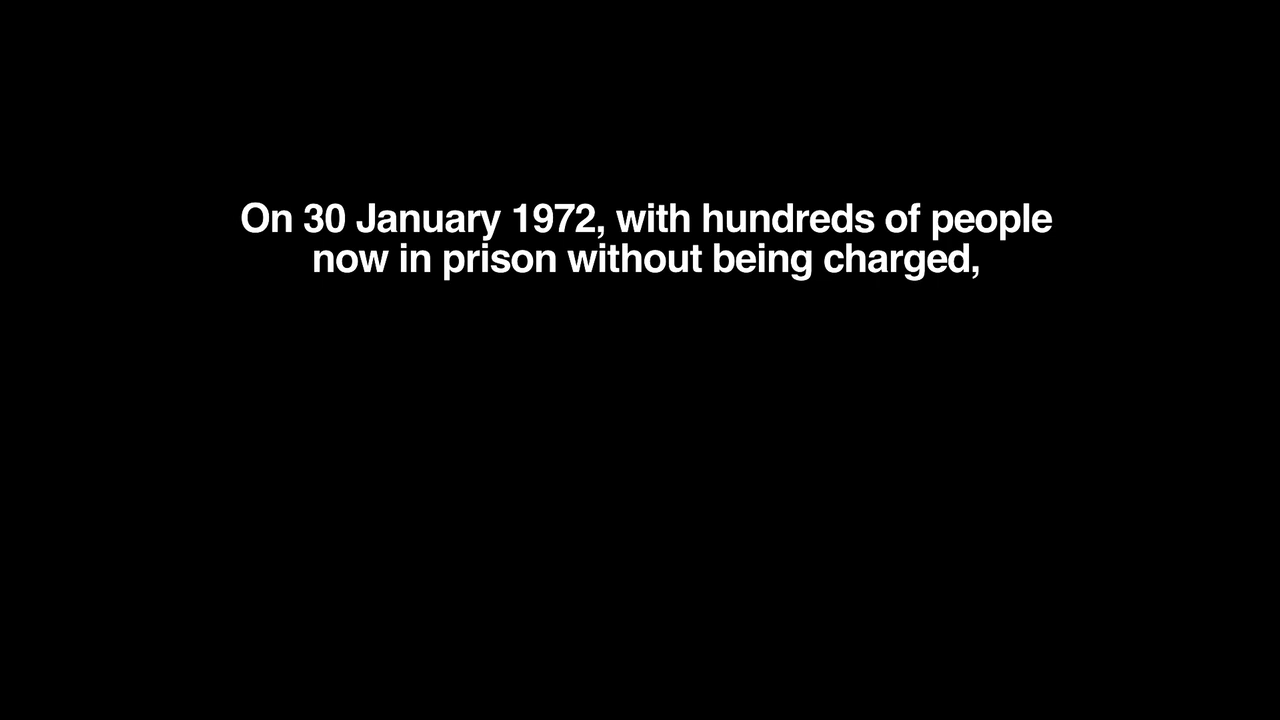 On 30 January 1972, with hundreds of people
now in prison without being charged,